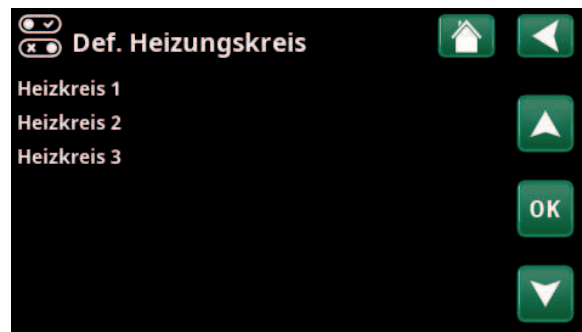 Def. Heizungskreis
Heizkreis 1
Heizkreis 2
Heizkreis 3
OK